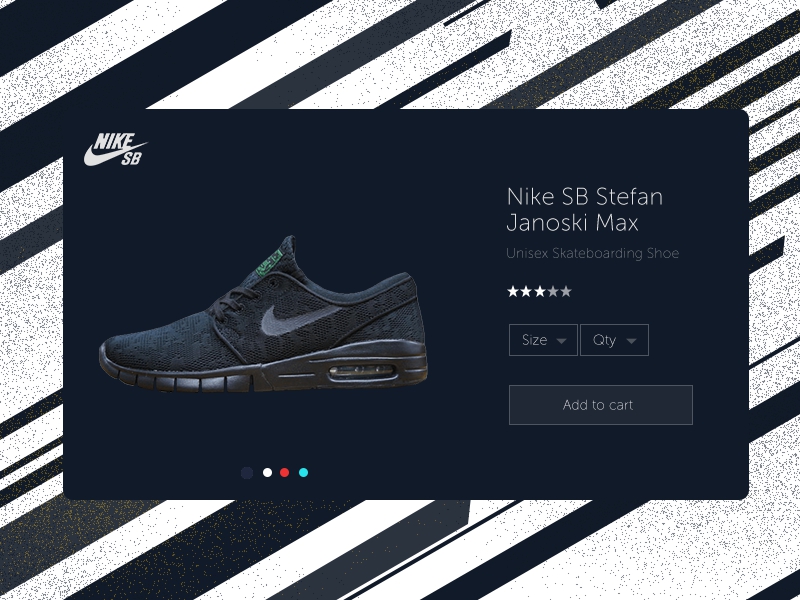 NIKE
SB
Nike SB Stefan
Janoski Max
Unisex Skateboarding Shoe
Size
Qty
Add to cart